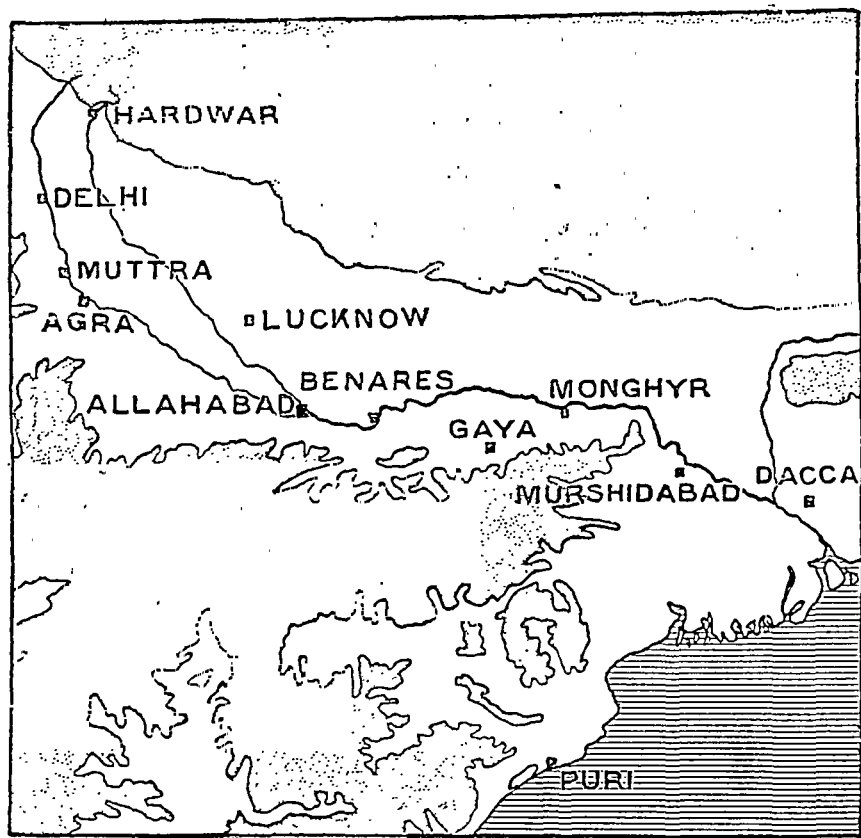 HARDWAR
DELHI
MUTTRA
AGRA
LUCKNOW
BENARES
ALLAHABAD
MONGHYR
GAYA
MURSHIDABAD
DACCA
PURI